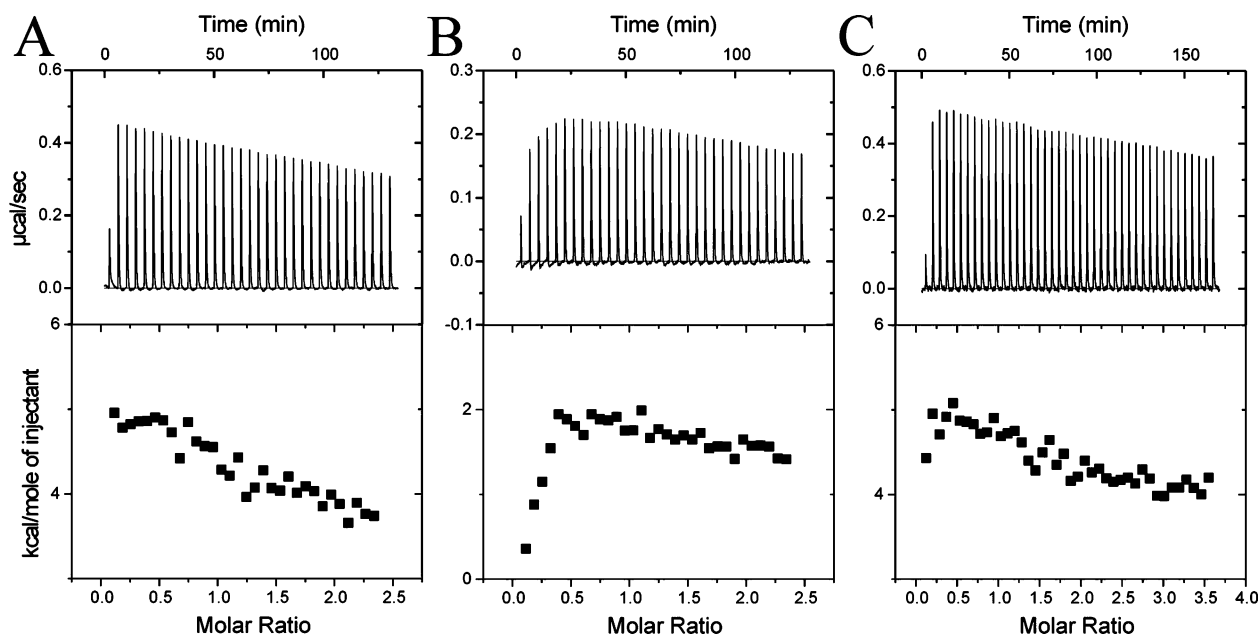 A
Time (min)
0 50 100
0.6
0.4
0.2
0.0
µcal/sec
6
4
kcal/mole of injectant
0.0 0.5 1.0 1.5 2.0 2.5
Molar Ratio
B
Time (min)
0 50 100
0.3
0.2
0.1
0.0
-0.1
2
0
0.0 0.5 1.0 1.5 2.0 2.5
Molar Ratio
C
Time (min)
0 50 100 150
0.6
0.4
0.2
0.0
6
4
0.0 0.5 1.0 1.5 2.0 2.5 3.0 3.5 4.0
Molar Ratio